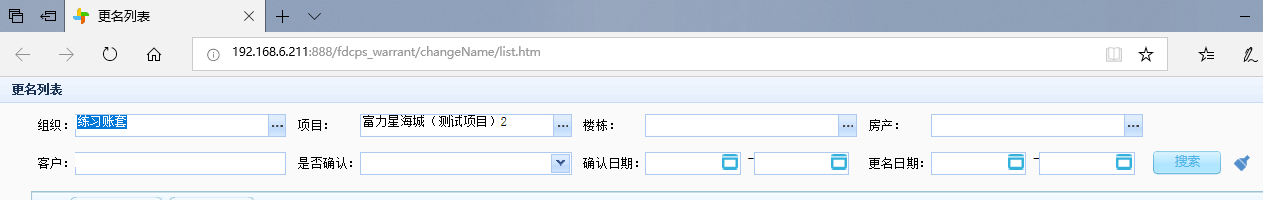 更名列表
192.168.6.211:888/fdcps_warrant/changeName/list.htm
更名列表
组织： 练习账套 ... 项目： 富力星海城（测试项目）2 ... 楼栋： ... 房产： ...
客户： 是否确认： 确认日期： - 更名日期： - 搜索